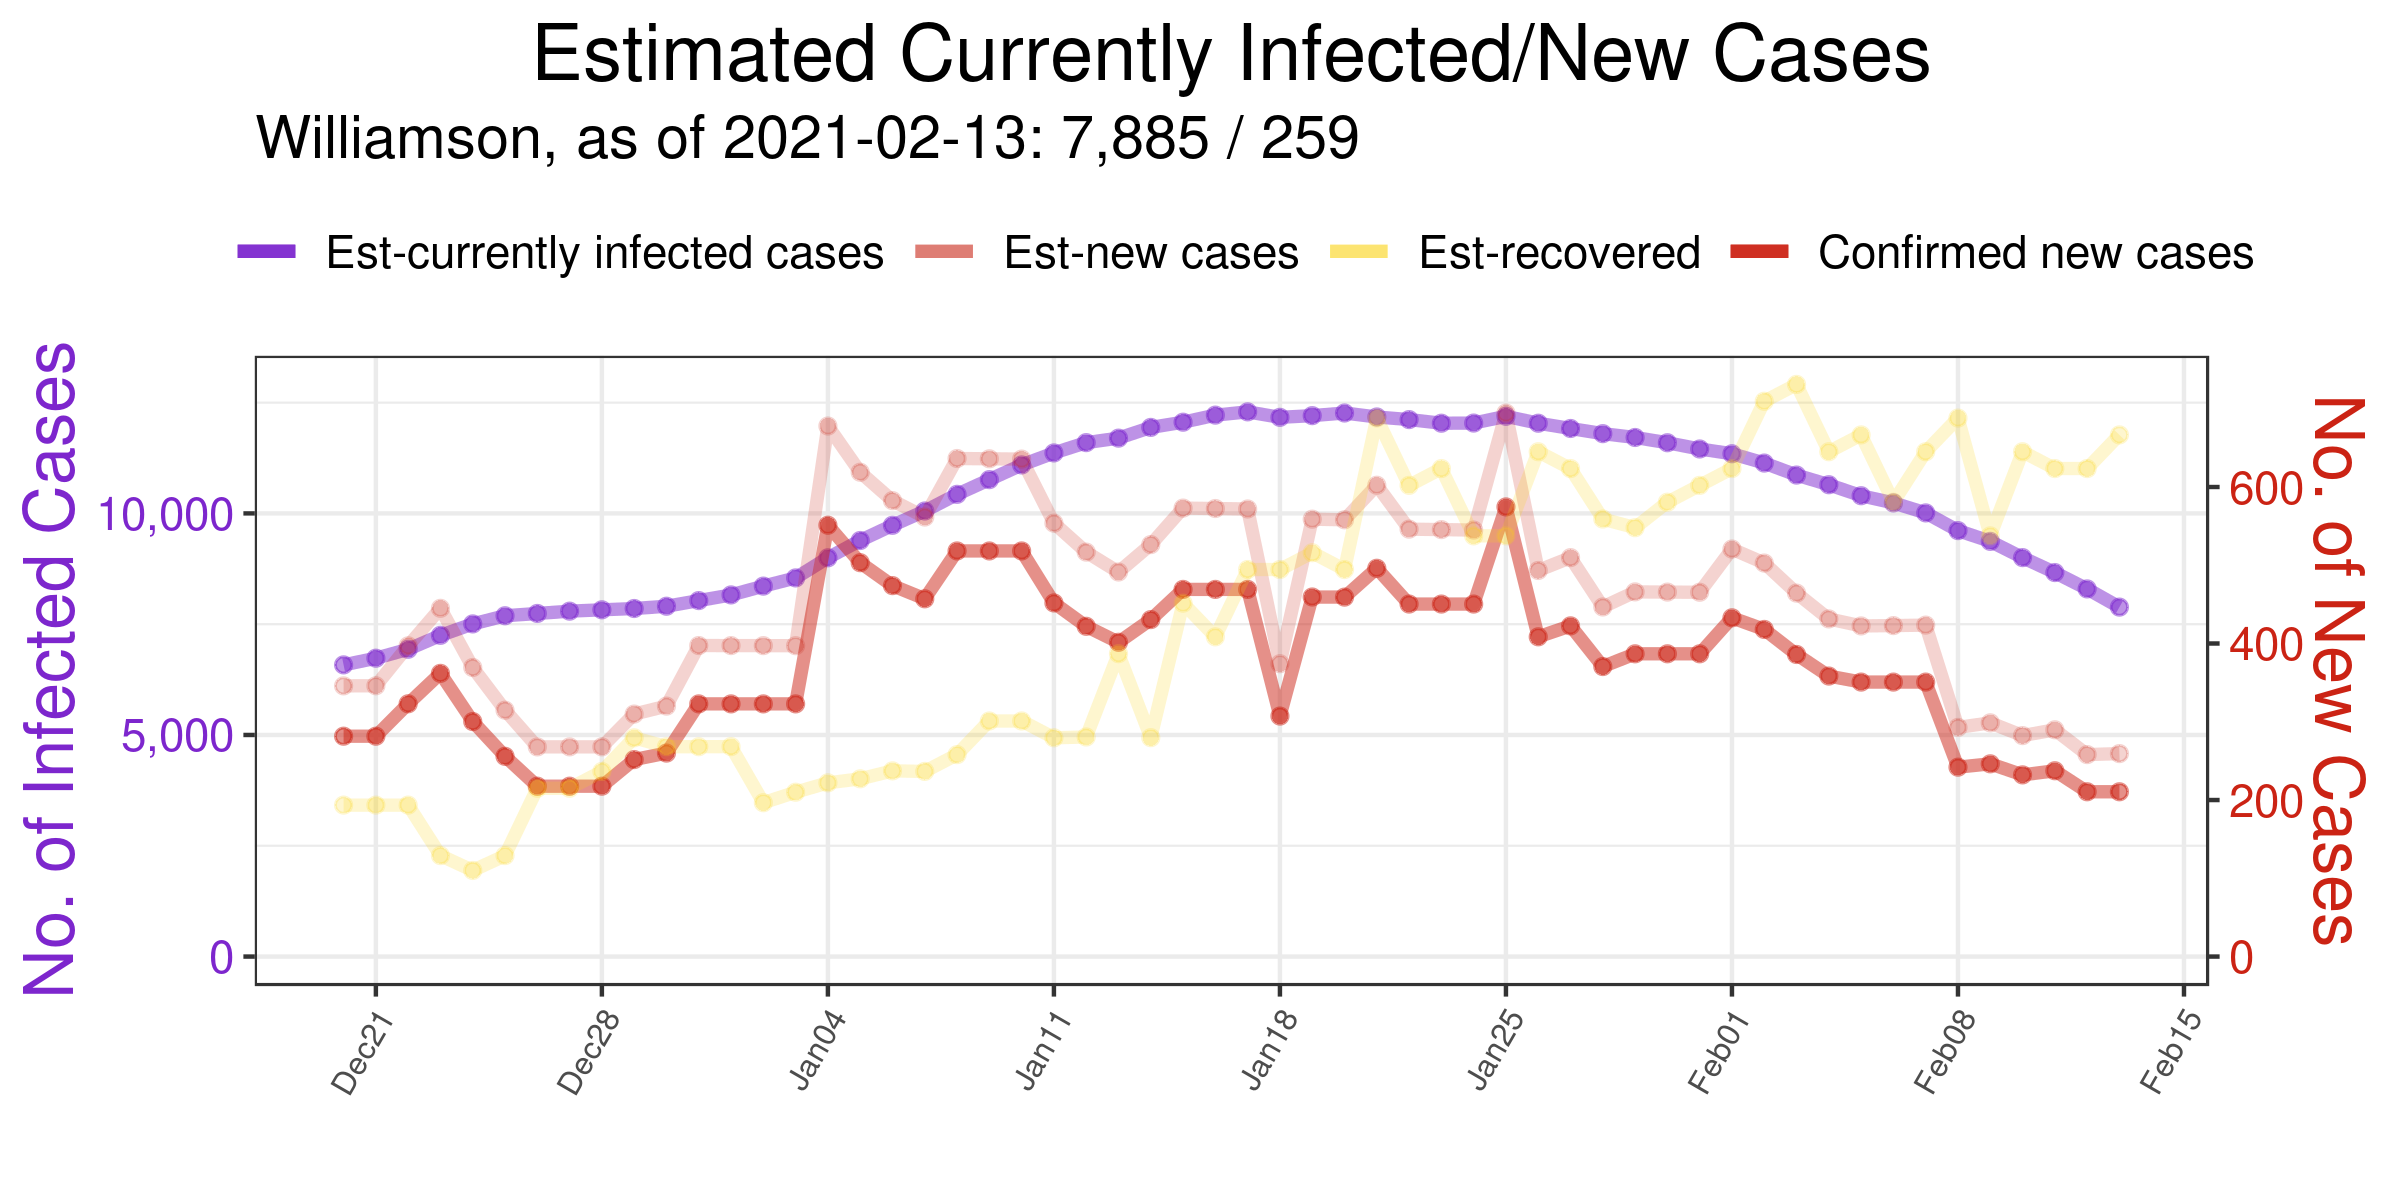 Estimated Currently Infected/New Cases
Williamson, as of 2021-02-13: 7,885 / 259
Est-currently infected cases Est-new cases Est-recovered Confirmed new cases
No. of Infected Cases
10,000
5,000
0
600
400
200
0
No. of New Cases
Dec21 Dec28 Jan04 Jan11 Jan18 Jan25 Feb01 Feb08 Feb15